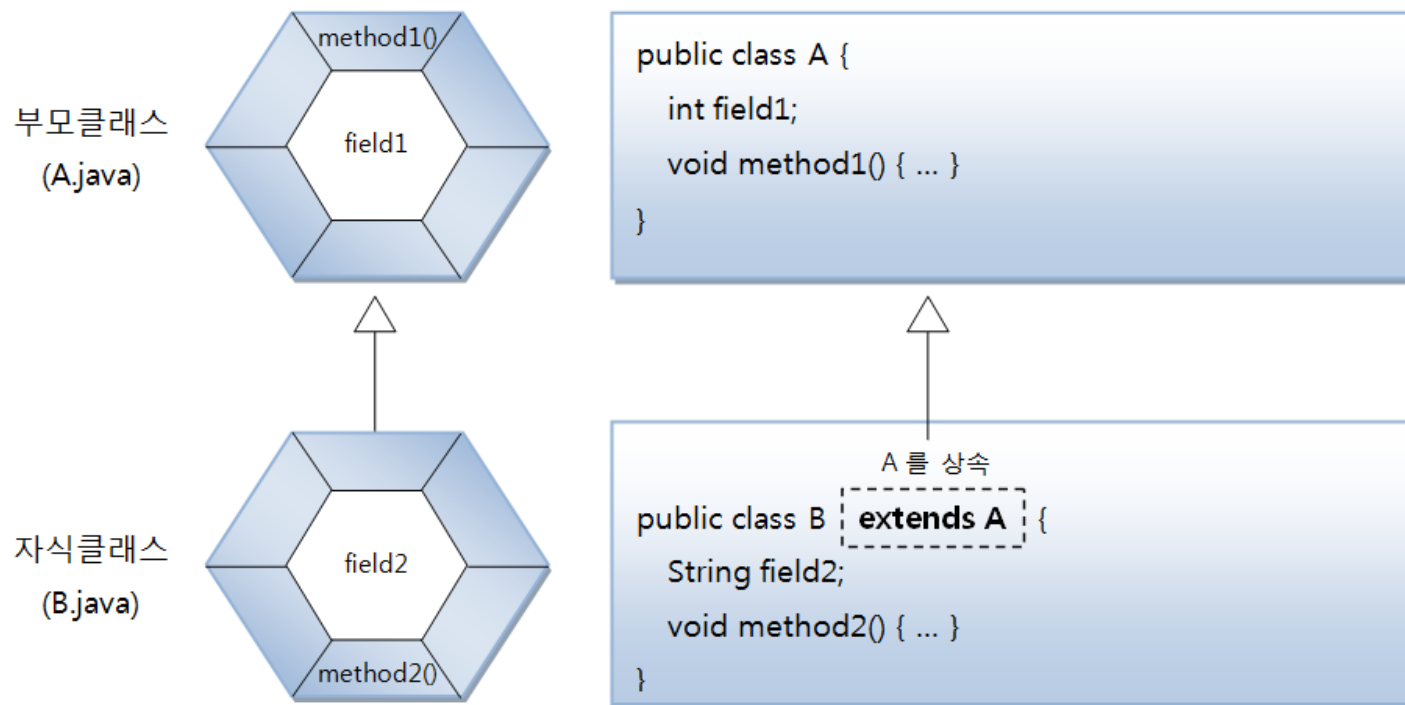 부모클래스
(A.java)
method1()
field1
public class A {
int field1;
void method1() { ... }
}
자식클래스
(B.java)
field2
method2()
A 를 상속
public class B extends A {
String field2;
void method2() { ... }
}